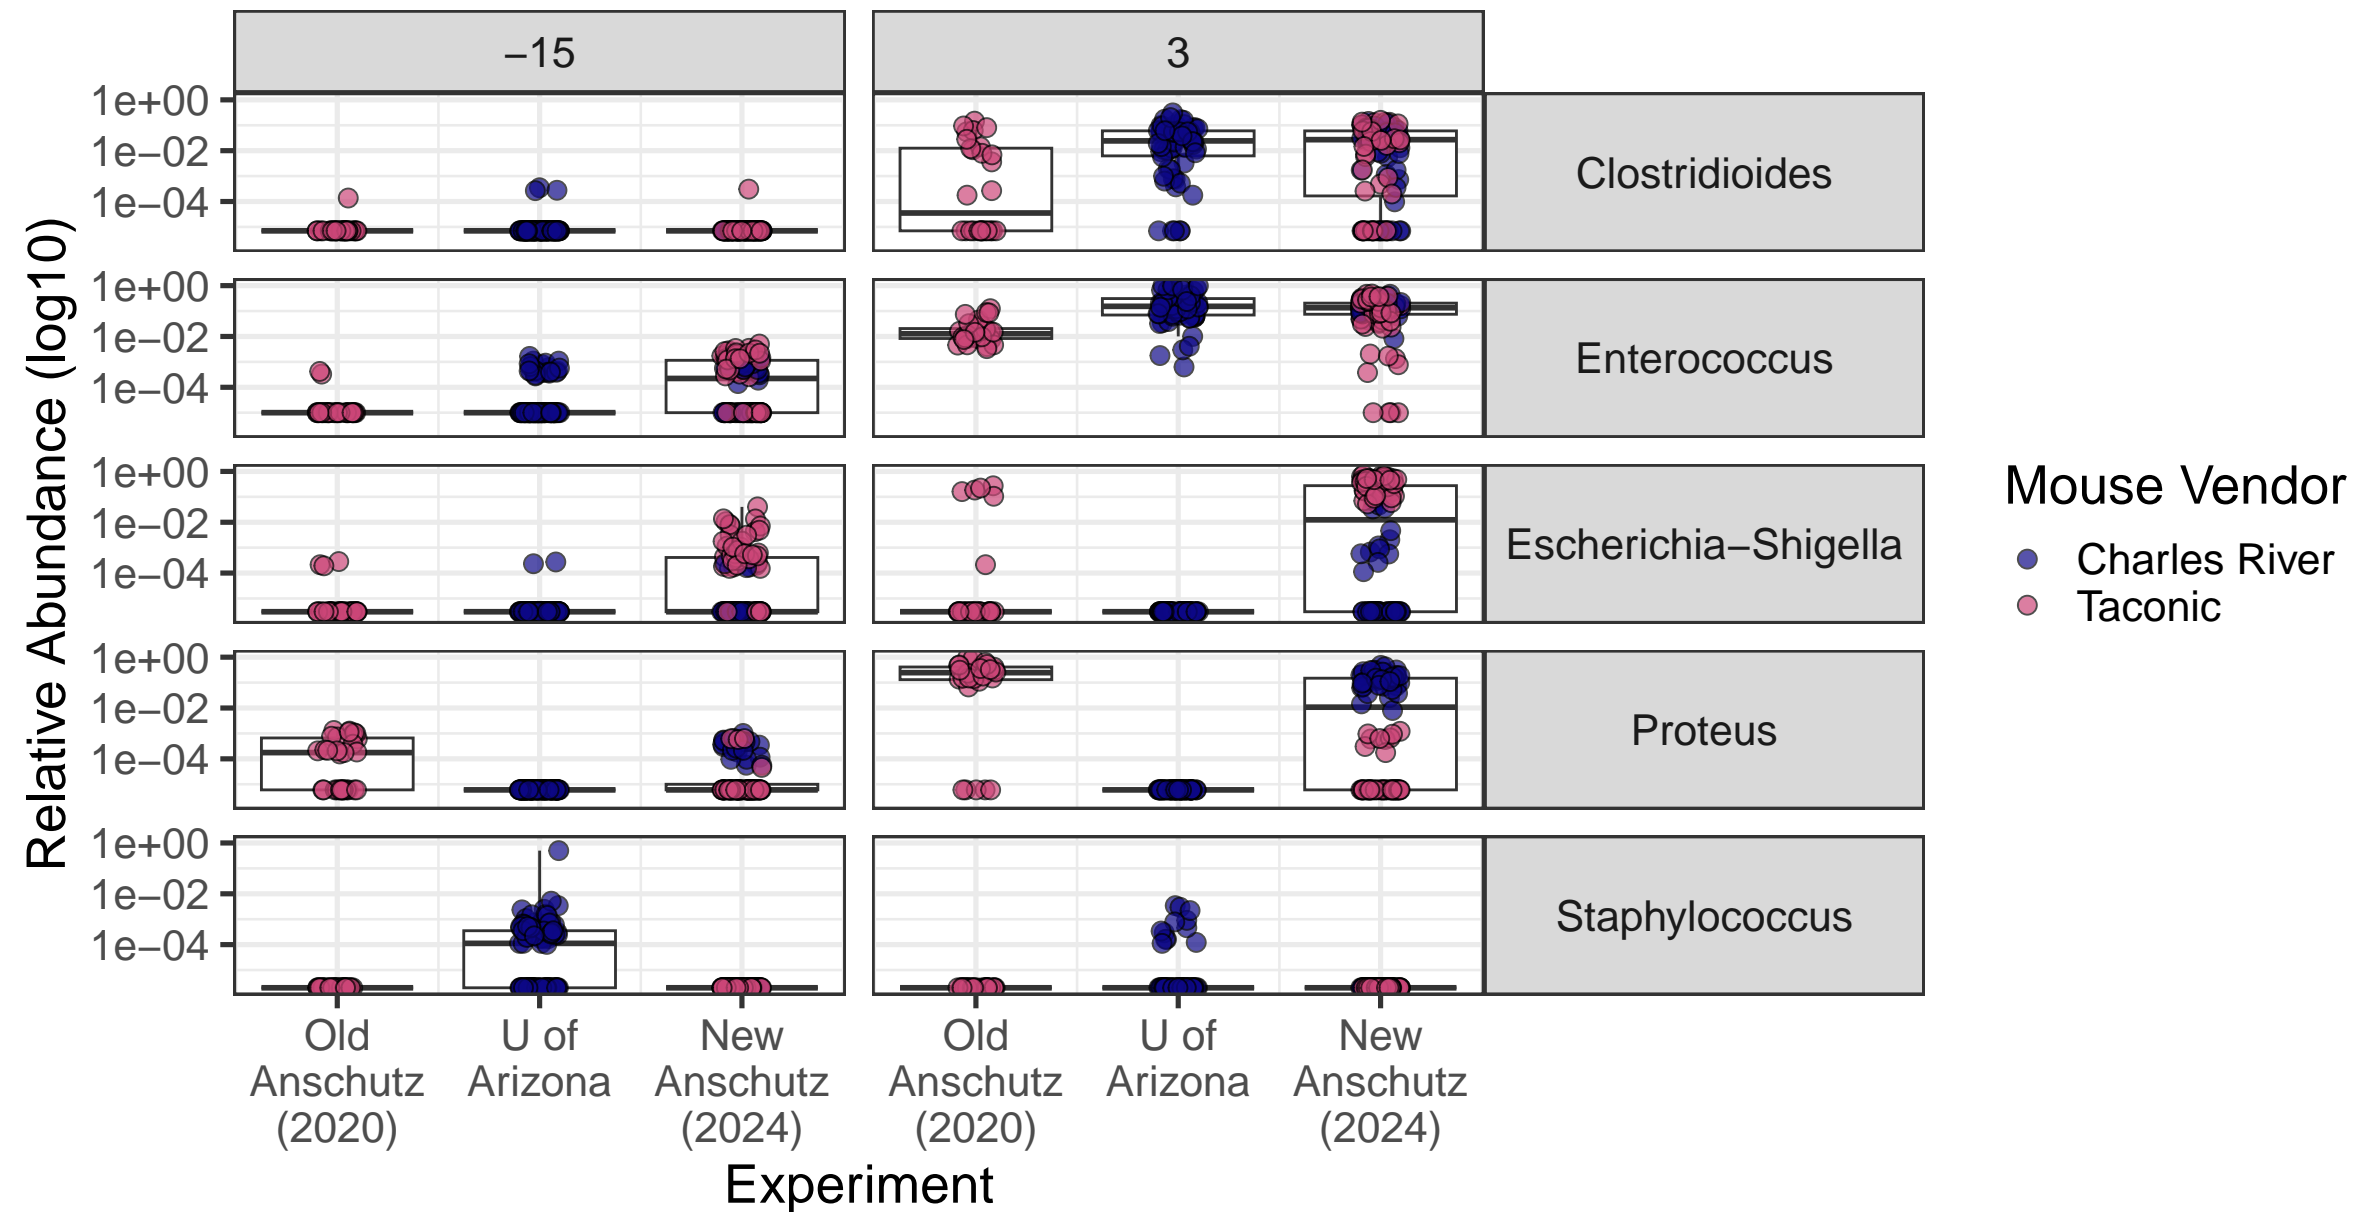 −15
3
1e+00
1e−02
1e−04
Clostridioides
1e+00
1e−02
1e−04
Enterococcus
1e+00
1e−02
1e−04
Escherichia−Shigella
1e+00
1e−02
1e−04
Proteus
1e+00
1e−02
1e−04
Staphylococcus
Relative Abundance (log10)
Old
Anschutz
(2020)
U of
Arizona
New
Anschutz
(2024)
Old
Anschutz
(2020)
U of
Arizona
New
Anschutz
(2024)
Experiment
Mouse Vendor
Charles River
Taconic